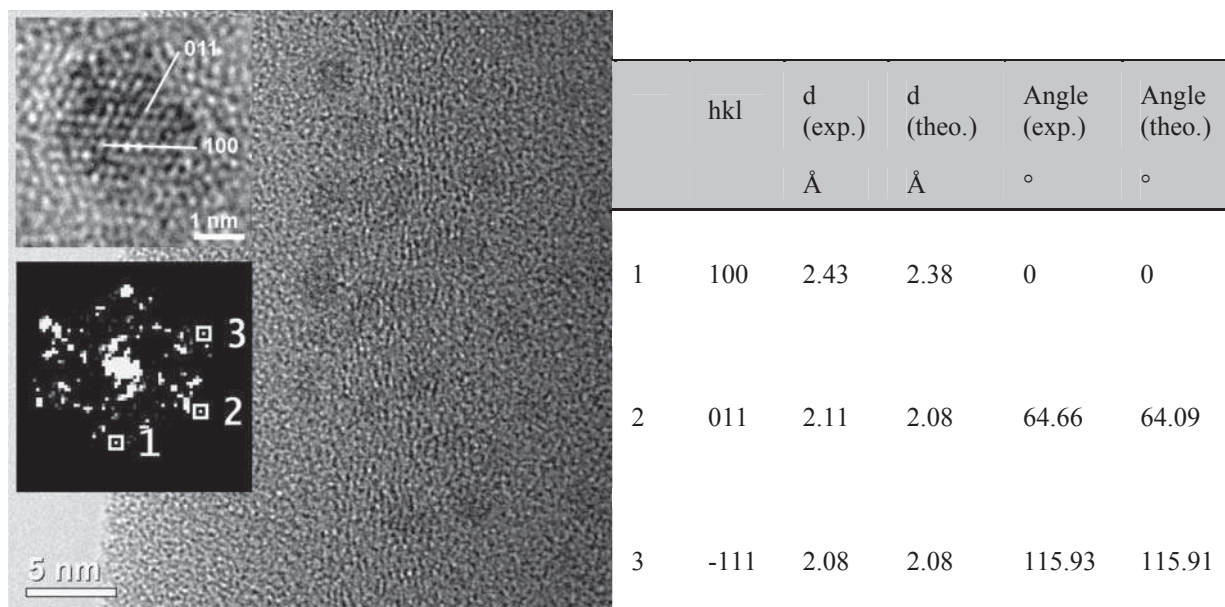 011
100
1 nm
3
2
1
5 nm
hkl d (exp.) d (theo.) Angle (exp.) Angle (theo.)
Å Å ° °
1 100 2.43 2.38 0 0
2 011 2.11 2.08 64.66 64.09
3 -111 2.08 2.08 115.93 115.91